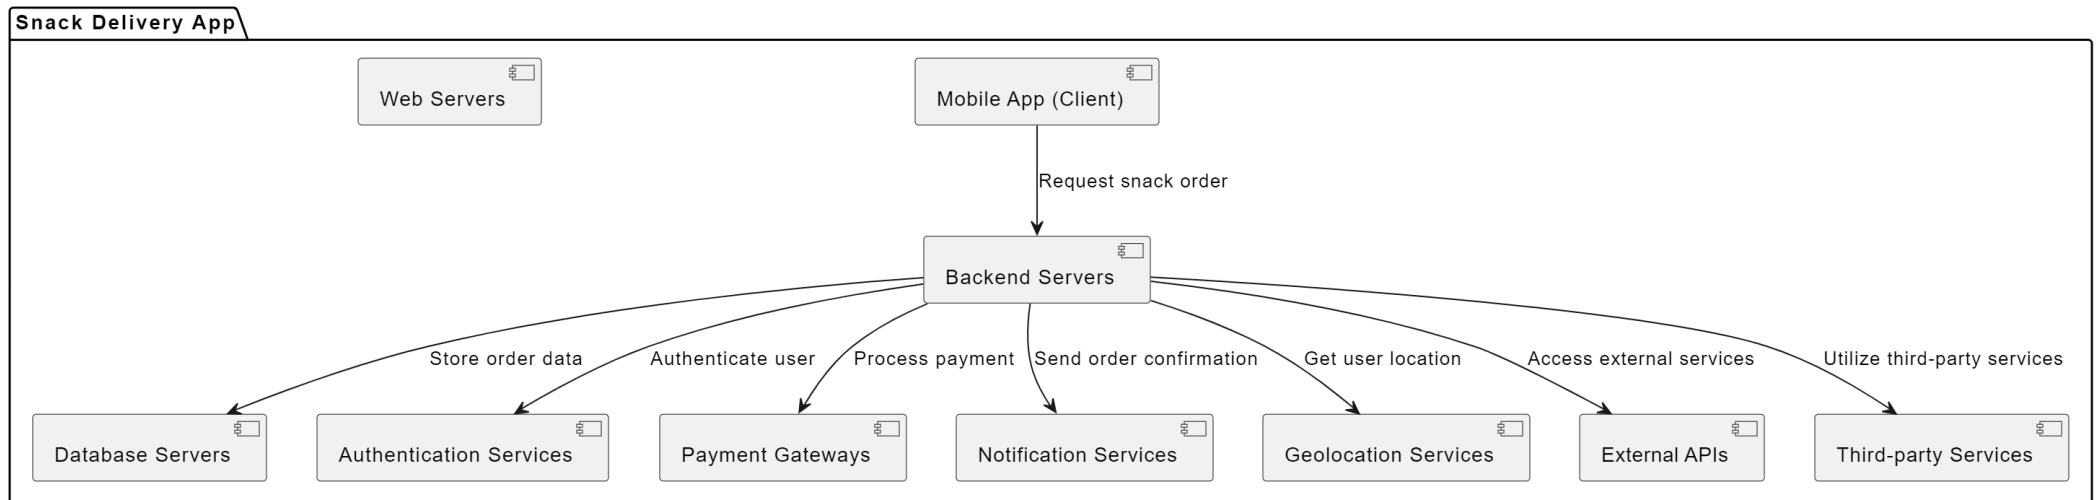 Snack Delivery App
Web Servers
Mobile App (Client)
Request snack order
Backend Servers
Store order data
Authenticate user
Process payment
Send order confirmation
Get user location
Access external services
Utilize third-party services
Database Servers
Authentication Services
Payment Gateways
Notification Services
Geolocation Services
External APIs
Third-party Services